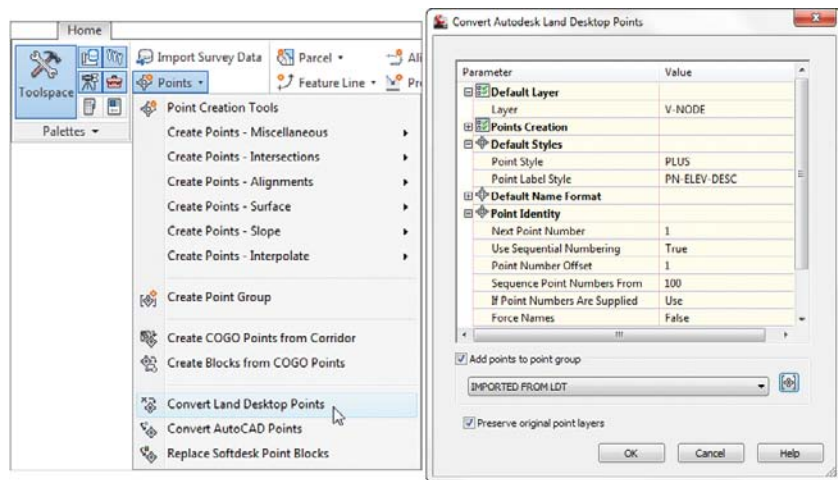 Home
Toolspace
Palettes
Import Survey Data
Parcel
Points
Feature Line
Point Creation Tools
Create Points - Miscellaneous
Create Points - Intersections
Create Points - Alignments
Create Points - Surface
Create Points - Slope
Create Points - Interpolate
Create Point Group
Create COGO Points from Corridor
Create Blocks from COGO Points
Convert Land Desktop Points
Convert AutoCAD Points
Replace Softdesk Point Blocks
Convert Autodesk Land Desktop Points
Parameter Value
Default Layer
Layer V-NODE
Points Creation
Default Styles
Point Style PLUS
Point Label Style PN-ELEV-DESC
Default Name Format
Point Identity
Next Point Number 1
Use Sequential Numbering True
Point Number Offset 1
Sequence Point Numbers From 100
If Point Numbers Are Supplied Use
Force Names False
Add points to point group
IMPORTED FROM LDT
Preserve original point layers
OK Cancel Help